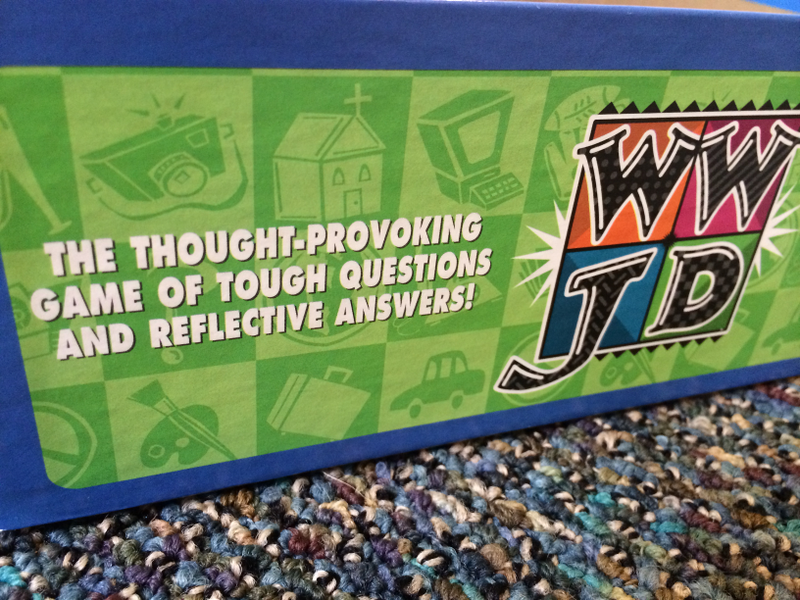 THE THOUGHT-PROVOKING
GAME OF TOUGH QUESTIONS
AND REFLECTIVE ANSWERS!
WW
JD